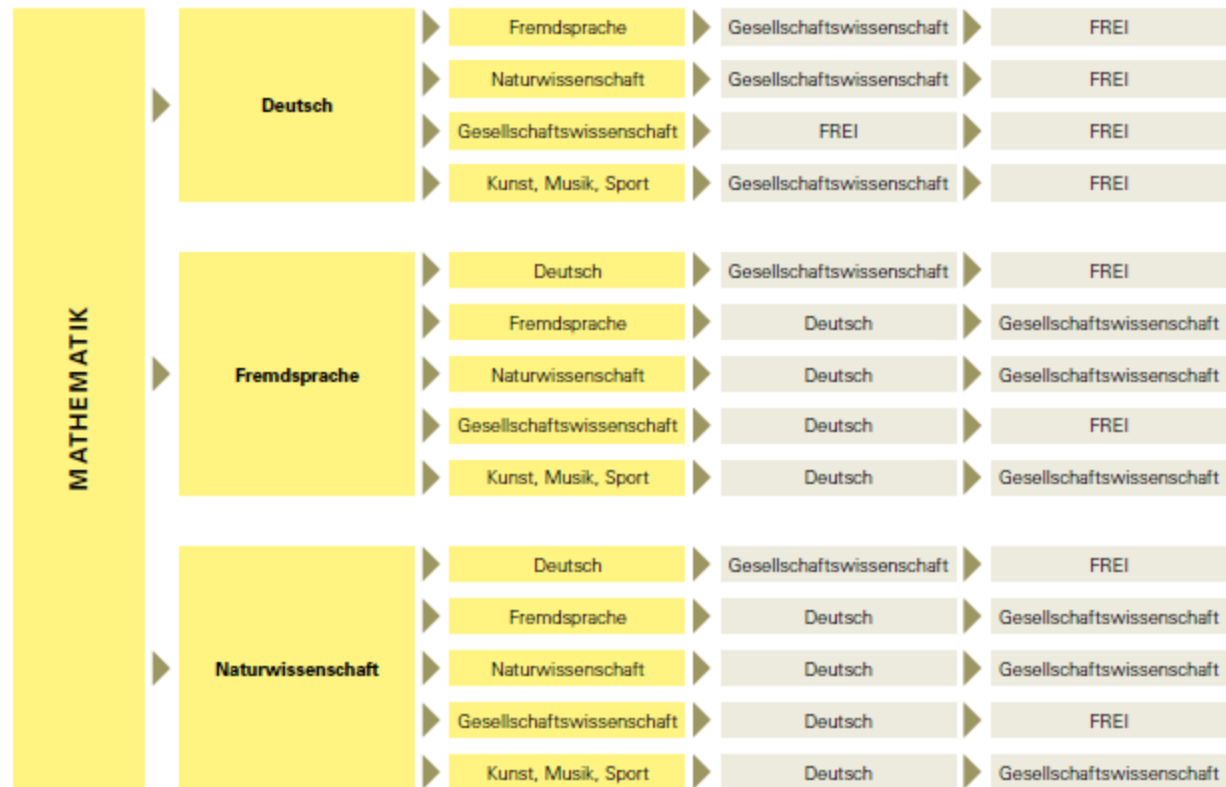 MATHEMATIK
Deutsch
Fremdsprache Gesellschaftswissenschaft FREI
Naturwissenschaft Gesellschaftswissenschaft FREI
Gesellschaftswissenschaft FREI FREI
Kunst, Musik, Sport Gesellschaftswissenschaft FREI
Fremdsprache
Deutsch Gesellschaftswissenschaft FREI
Fremdsprache Deutsch Gesellschaftswissenschaft
Naturwissenschaft Deutsch Gesellschaftswissenschaft
Gesellschaftswissenschaft Deutsch FREI
Kunst, Musik, Sport Deutsch Gesellschaftswissenschaft
Naturwissenschaft
Deutsch Gesellschaftswissenschaft FREI
Fremdsprache Deutsch Gesellschaftswissenschaft
Naturwissenschaft Deutsch Gesellschaftswissenschaft
Gesellschaftswissenschaft Deutsch FREI
Kunst, Musik, Sport Deutsch Gesellschaftswissenschaft